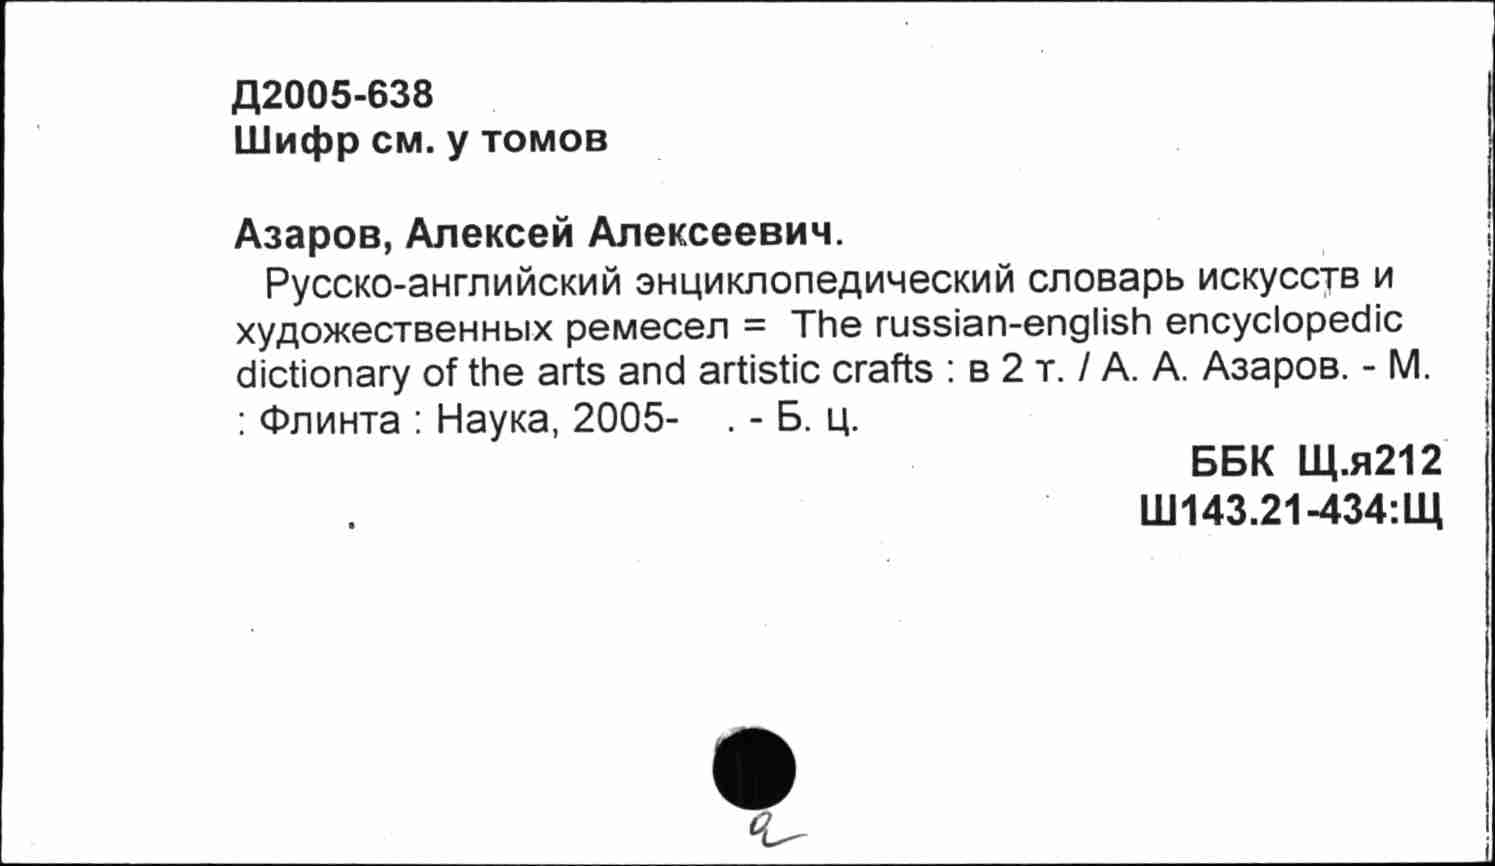 Д2005-638
Шифр см. у томов
Азаров, Алексей Алексеевич.
Русско-английский энциклопедический словарь искусств и
художественных ремесел = The russian-english encyclopedic
dictionary of the arts and artistic crafts : в 2 т. / А. А. Азаров. - М.
: Флинта : Наука, 2005- . - Б. ц.
ББК Щ.я212
Ш143.21-434:Щ